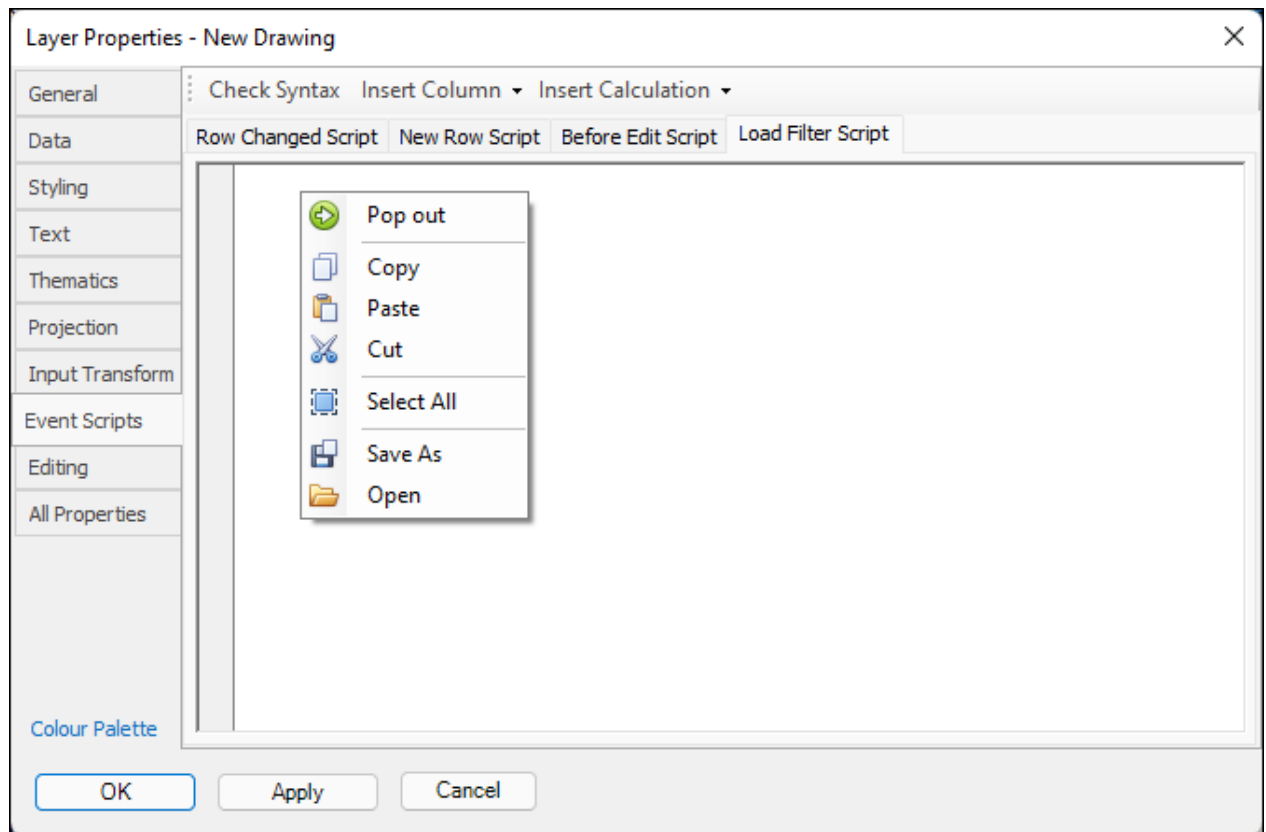 Layer Properties - New Drawing
General
Data
Styling
Text
Thematics
Projection
Input Transform
Event Scripts
Editing
All Properties
Colour Palette
Check Syntax Insert Column Insert Calculation
Row Changed Script New Row Script Before Edit Script Load Filter Script
Pop out
Copy
Paste
Cut
Select All
Save As
Open
OK Apply Cancel